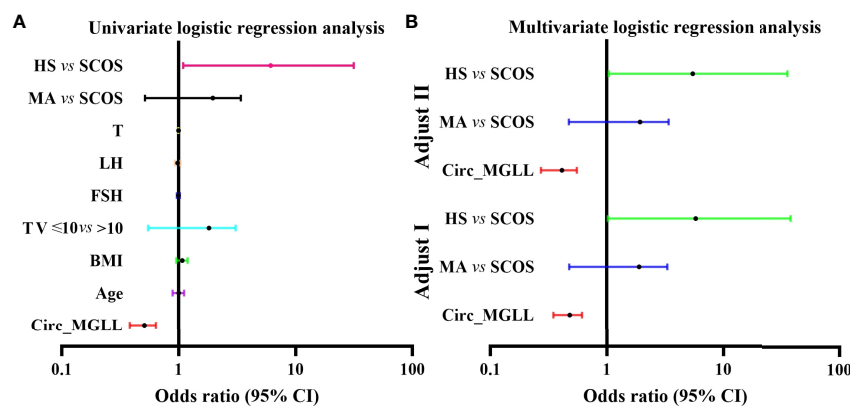 A
Univariate logistic regression analysis
HS vs SCOS
MA vs SCOS
T
LH
FSH
TV ≤10 vs >10
BMI
Age
Circ_MGLL
0.1 1 10 100
Odds ratio (95% CI)
B
Multivariate logistic regression analysis
Adjust II
HS vs SCOS
MA vs SCOS
Circ_MGLL
Adjust I
HS vs SCOS
MA vs SCOS
Circ_MGLL
0.1 1 10 100
Odds ratio (95% CI)